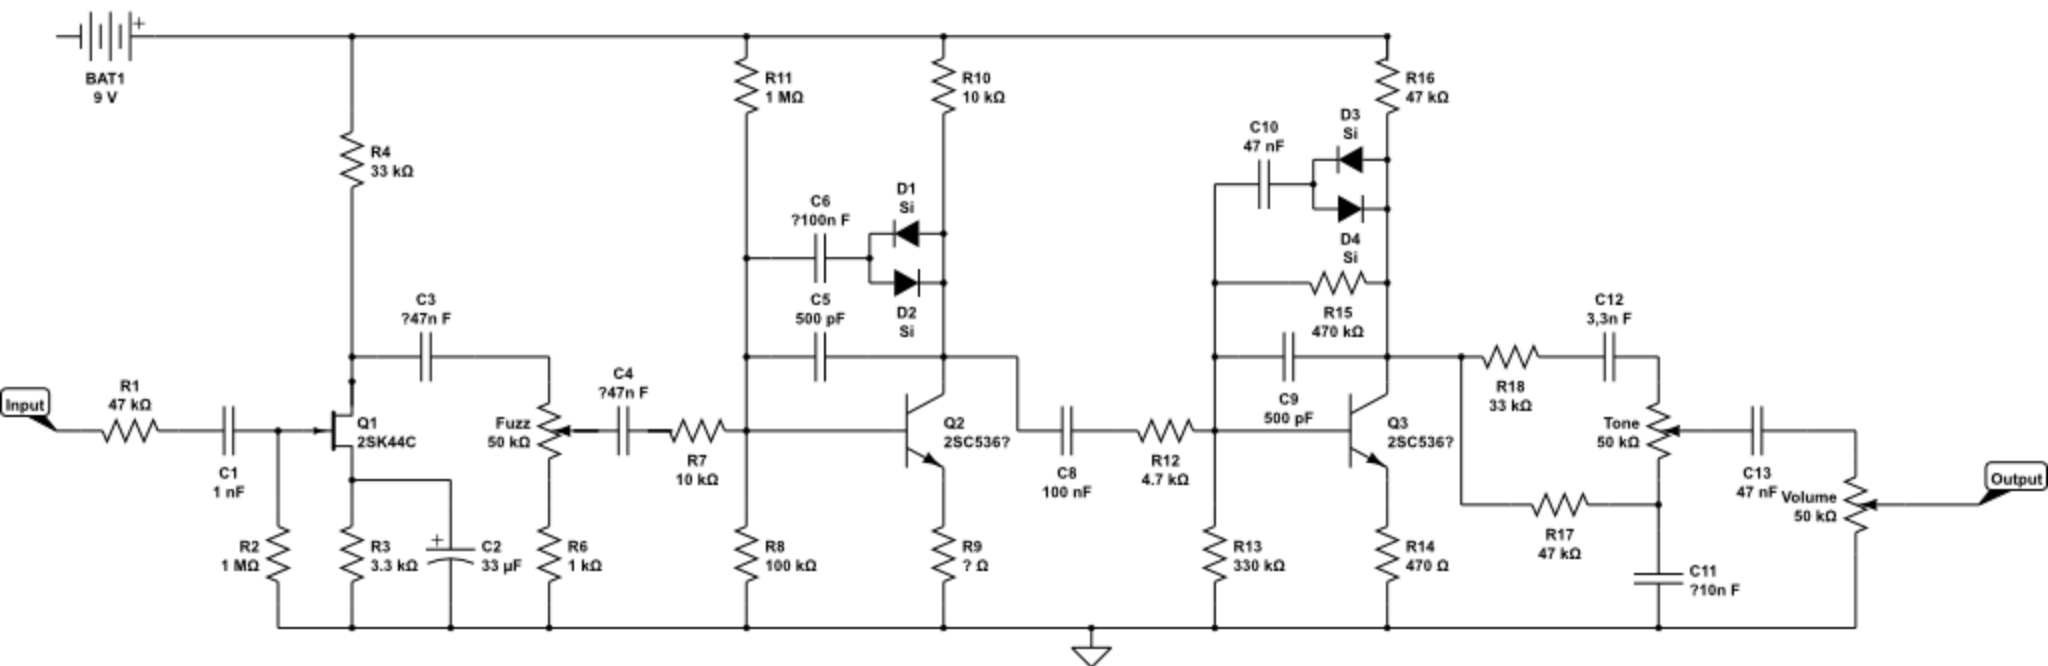 +
BAT1
9 V
R4
33 kΩ
R11
1 MΩ
R10
10 kΩ
R16
47 kΩ
D3
Si
C10
47 nF
D4
Si
D1
Si
C6
?100n F
C5
500 pF
D2
Si
R15
470 kΩ
C3
?47n F
C12
3,3n F
R1
47 kΩ
Input
C1
1 nF
Q1
2SK44C
Fuzz
50 kΩ
C4
?47n F
R7
10 kΩ
Q2
2SC536?
C8
100 nF
R12
4.7 kΩ
C9
500 pF
Q3
2SC536?
R18
33 kΩ
Tone
50 kΩ
C13
47 nF
Volume
50 kΩ
Output
R2
1 MΩ
R3
3.3 kΩ
+
C2
33 µF
R6
1 kΩ
R8
100 kΩ
R9
? Ω
R13
330 kΩ
R14
470 Ω
R17
47 kΩ
C11
?10n F